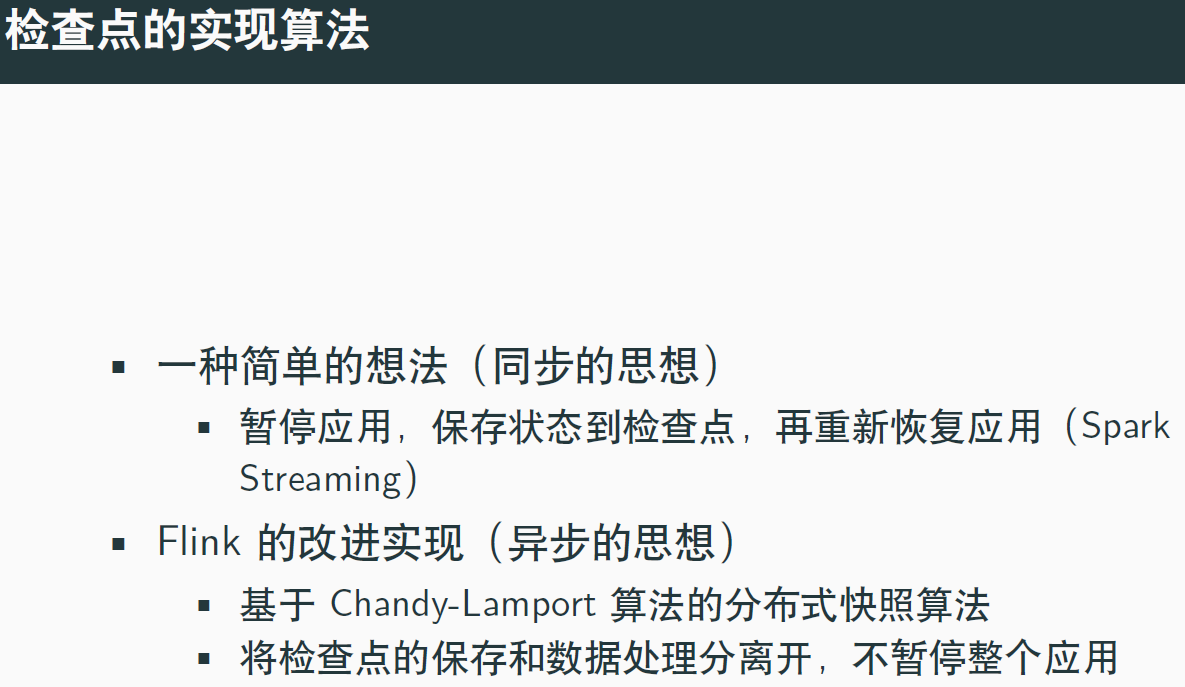 检查点的实现算法
▪ 一种简单的想法（同步的思想）
▪ 暂停应用，保存状态到检查点，再重新恢复应用（Spark
Streaming）
▪ Flink 的改进实现（异步的思想）
▪ 基于 Chandy-Lamport 算法的分布式快照算法
▪ 将检查点的保存和数据处理分离开，不暂停整个应用